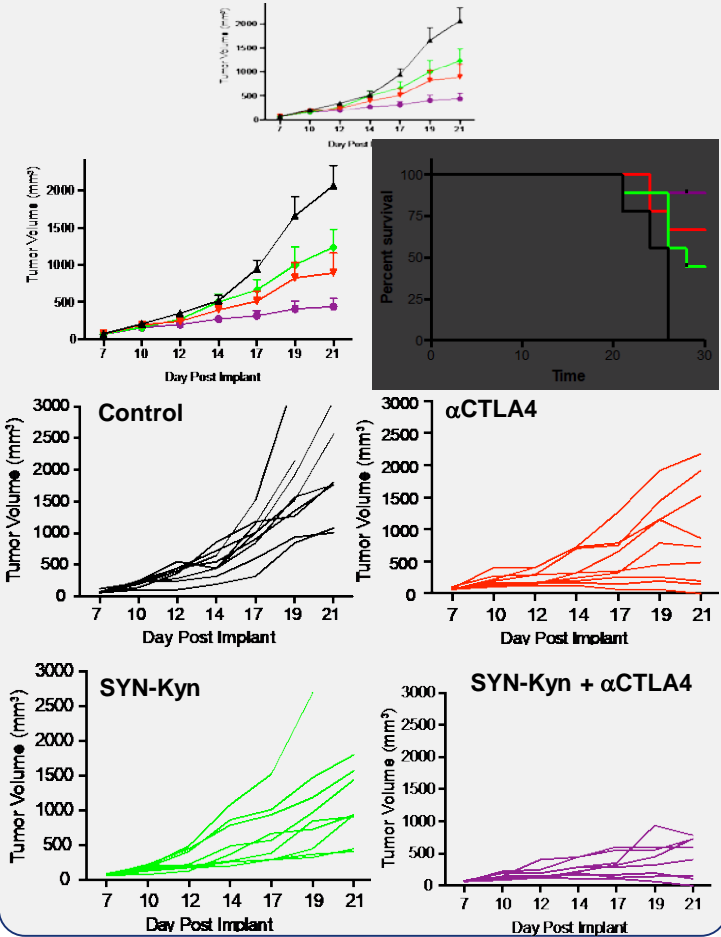 Tumor Volume (mm³)
2000
1500
1000
500
0
7 10 12 14 17 19 21
Day Post I
Tumor Volume (mm³)
2000
1500
1000
500
0
7 10 12 14 17 19 21
Day Post Implant
Percent survival
100
75
50
25
0
0 10 20 30
Time
Control
Tumor Volume (mm³)
3000
2500
2000
1500
1000
500
0
7 10 12 14 17 19 21
Day Post Implant
αCTLA4
Tumor Volume (mm³)
3000
2500
2000
1500
1000
500
0
7 10 12 14 17 19 21
Day Post Implant
SYN-Kyn
Tumor Volume (mm³)
3000
2500
2000
1500
1000
500
0
7 10 12 14 17 19 21
Day Post Implant
SYN-Kyn + αCTLA4
Tumor Volume (mm³)
3000
2500
2000
1500
1000
500
0
7 10 12 14 17 19 21
Day Post Implant